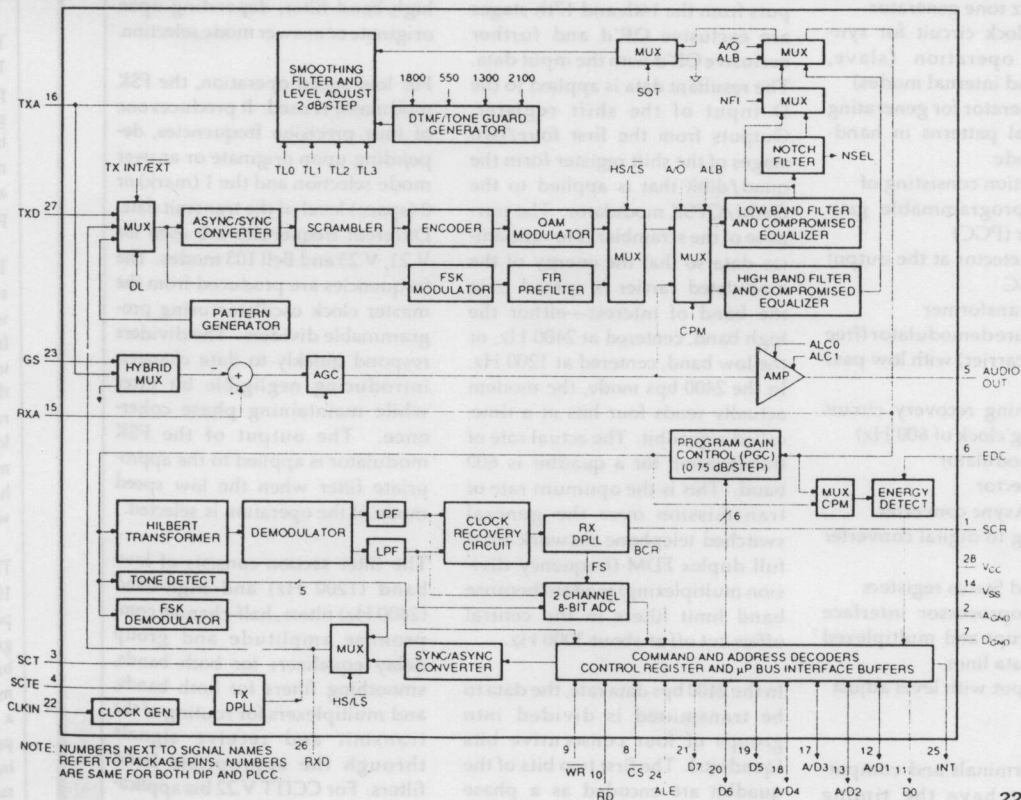 SMOOTHING
FILTER AND
LEVEL ADJUST
2 dB/STEP
TL0 TL1 TL2 TL3
1800 550 1300 2100
DTMF/TONE GUARD
GENERATOR
MUX
SQT
A/O
ALB
MUX
NFI
MUX
NOTCH
FILTER
NSEL
TXA 16
TX INT/EXT
TXD 27
MUX
DL
ASYNC/SYNC
CONVERTER
SCRAMBLER
ENCODER
QAM
MODULATOR
HS/LS A/O ALB
LOW BAND FILTER
AND COMPROMISED
EQUALIZER
MUX
MUX
FSK
MODULATOR
FIR
PREFILTER
HIGH BAND FILTER
AND COMPROMISED
EQUALIZER
CPM
PATTERN
GENERATOR
GS 23
HYBRID
MUX
+
-
AGC
RXA 15
ALC0
ALC1
AMP
5 AUDIO
OUT
PROGRAM GAIN
CONTROL (PGC)
(0.75 dB/STEP)
6 EDC
MUX
CPM
ENERGY
DETECT
HILBERT
TRANSFORMER
DEMODULATOR
LPF
LPF
CLOCK
RECOVERY
CIRCUIT
RX
DPLL
6
BCR
FS
1 SCR
28 VCC
14 VSS
TONE DETECT
5
2 CHANNEL
8-BIT ADC
FSK
DEMODULATOR
AGND
DGND
SCT 3
SCTE 4
CLKIN 22
CLOCK GEN.
DPLL
MUX
HS/LS
SYNC/ASYNC
CONVERTER
COMMAND AND ADDRESS DECODERS
CONTROL REGISTER AND µP BUS INTERFACE BUFFERS
NOTE: NUMBERS NEXT TO SIGNAL NAMES
REFER TO PACKAGE PINS. NUMBERS
ARE SAME FOR BOTH DIP AND PLCC.
26
RXD
9 8 21 19 17 12 25
WR 10 CS 24 D7 20 D5 18 A/D3 13 A/D1 11 INT
RD ALE D6 A/D4 A/D2 D0
22